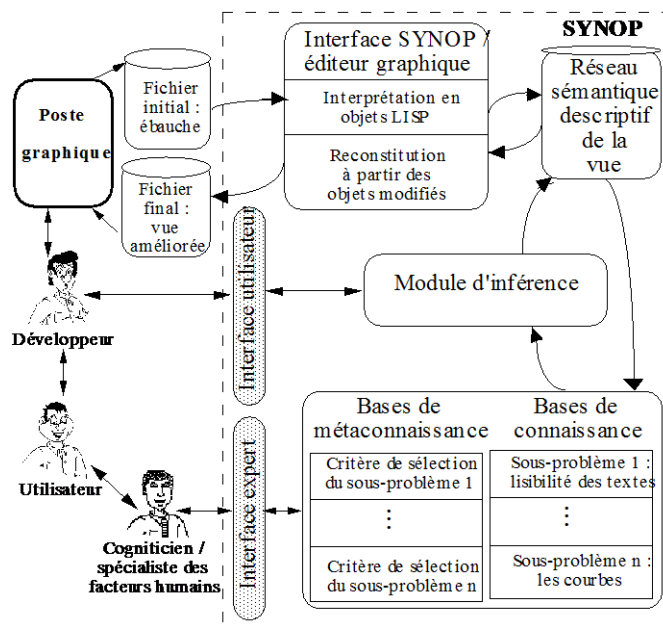 SYNOP
Interface SYNOP /
éditeur graphique
Interprétation en
objets LISP
Reconstitution
à partir des
objets modifiés
Réseau
sémantique
descriptif
de la
vue
Fichier
initial :
ébauche
Poste
graphique
Fichier
final :
vue
améliorée
Interface utilisateur
Module d'inférence
Développeur
Utilisateur
Cogniticien /
spécialiste des
facteurs humains
Interface expert
Bases de
métaconnaissance
Critère de sélection
du sous-problème 1
⋮
Critère de sélection
du sous-problème n
Bases de
connaissance
Sous-problème 1 :
lisibilité des textes
⋮
Sous-problème n :
les courbes